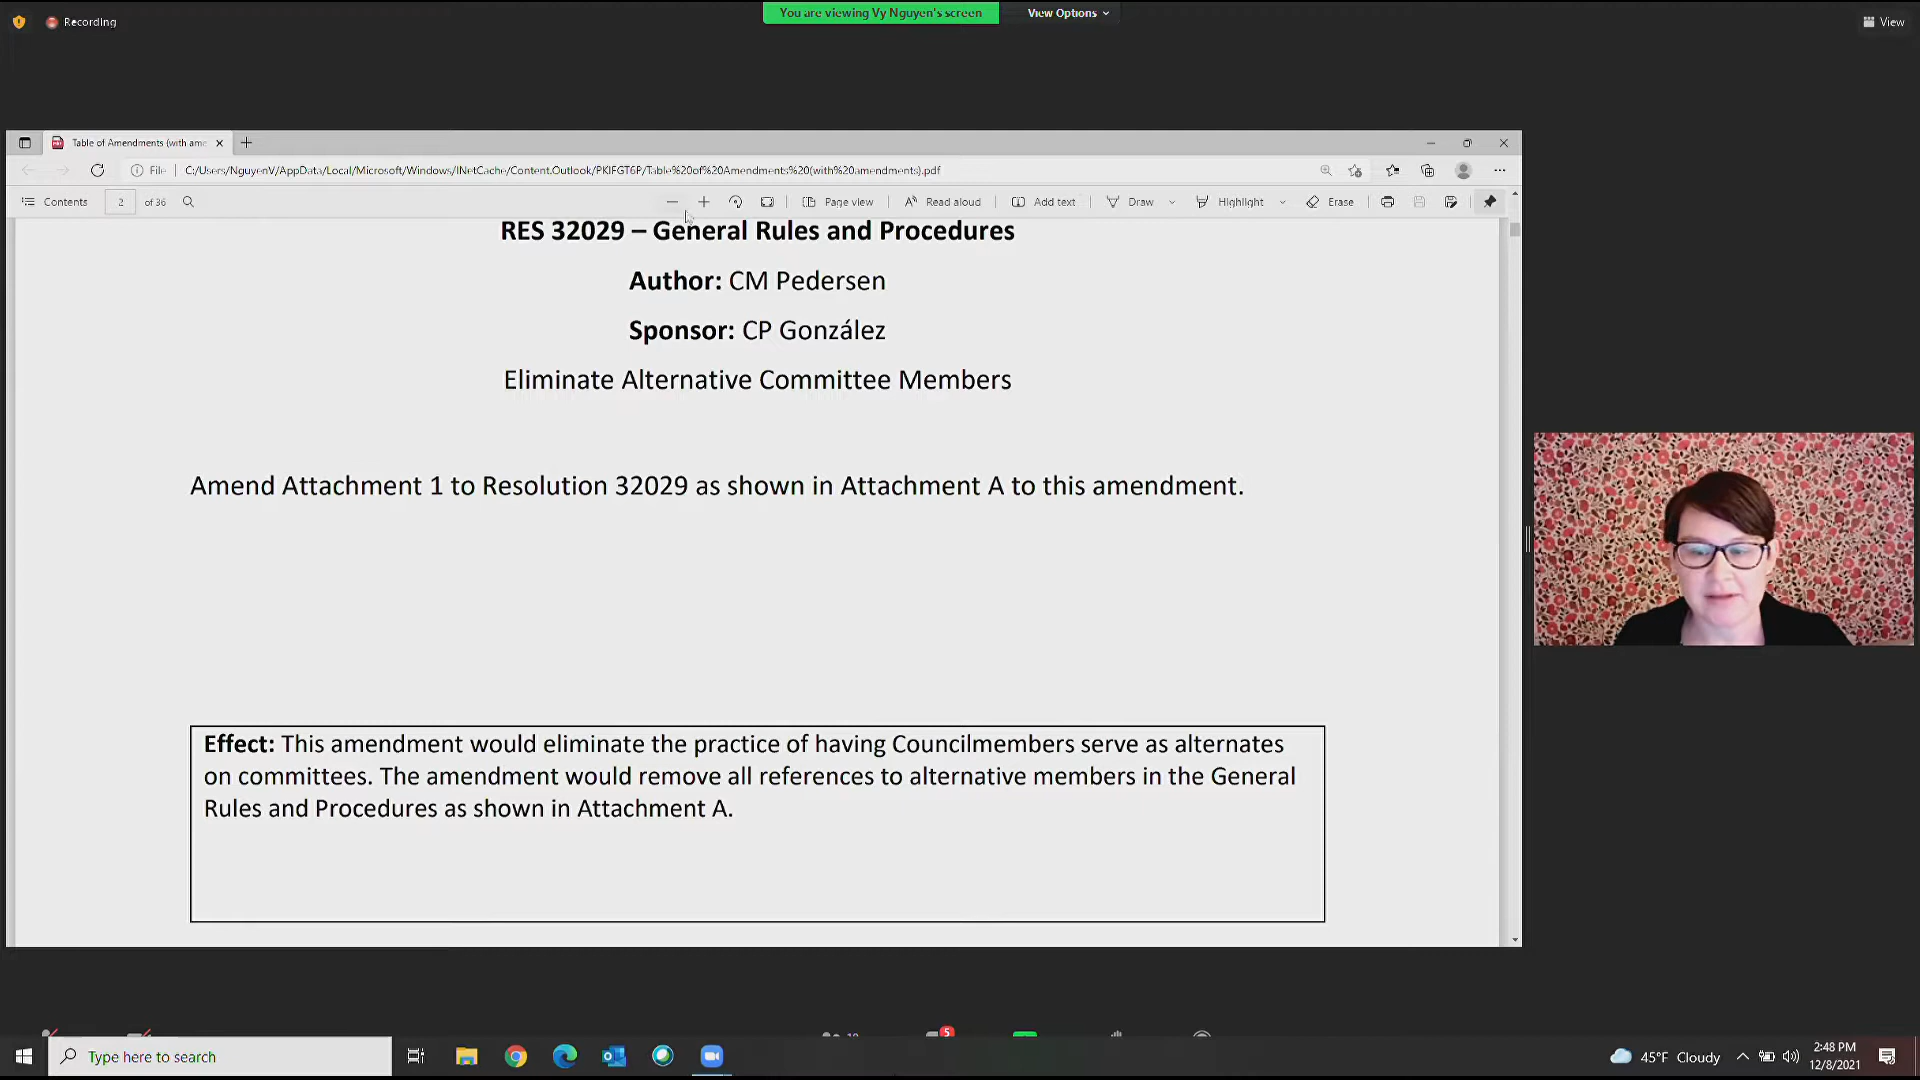 Recording
You are viewing Vy Nguyen's screen
View Options
View
Table of Amendments (with ame
File
C:/Users/NguyenV/AppData/Local/Microsoft/Windows/INetCache/Content.Outlook/PKIFGT6P/Table%20of%20Amendments%20(with%20amendments).pdf
Contents
2
of 36
Page view
Read aloud
Add text
Draw
Highlight
Erase
RES 32029 – General Rules and Procedures
Author: CM Pedersen
Sponsor: CP González
Eliminate Alternative Committee Members
Amend Attachment 1 to Resolution 32029 as shown in Attachment A to this amendment.
Effect: This amendment would eliminate the practice of having Councilmembers serve as alternates
on committees. The amendment would remove all references to alternative members in the General
Rules and Procedures as shown in Attachment A.
5
Type here to search
45°F Cloudy
2:48 PM
12/8/2021